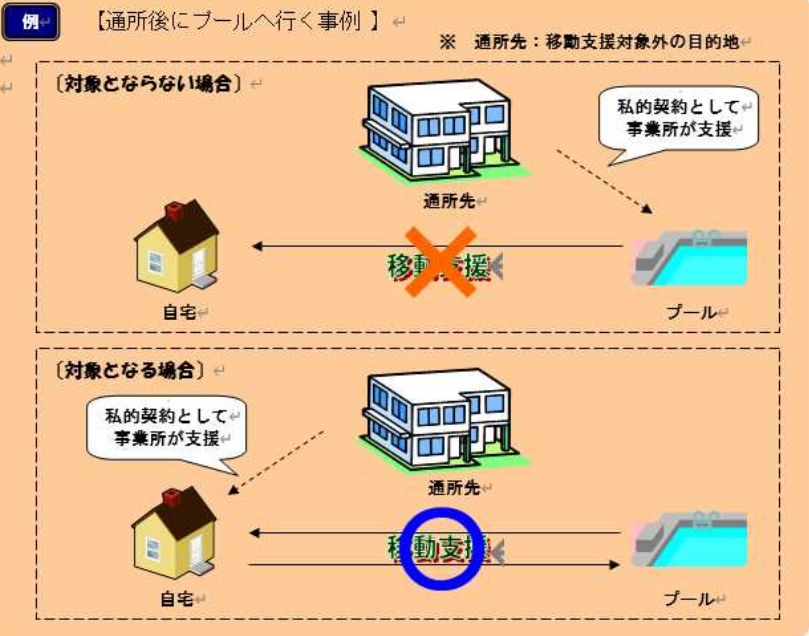 例
【通所後にプールへ行く事例 】
※ 通所先：移動支援対象外の目的地
〔対象とならない場合〕
私的契約として
事業所が支援
通所先
移動支援
自宅
プール
〔対象となる場合〕
私的契約として
事業所が支援
通所先
移動支援
自宅
プール